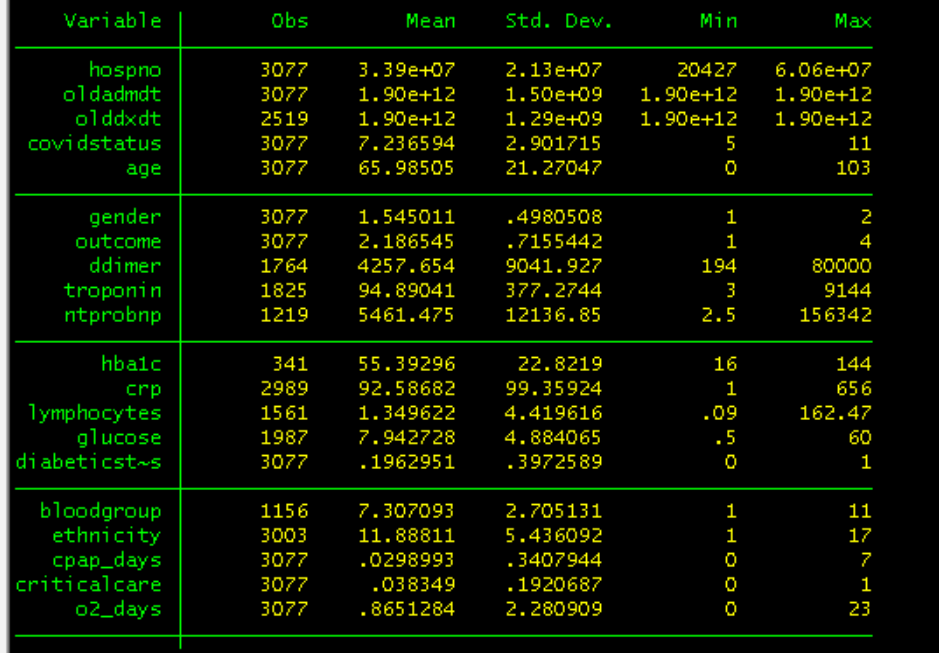 Variable | Obs Mean Std. Dev. Min Max
hospno | 3077 3.39e+07 2.13e+07 20427 6.06e+07
oldadmdt | 3077 1.90e+12 1.50e+09 1.90e+12 1.90e+12
olddxdt | 2519 1.90e+12 1.29e+09 1.90e+12 1.90e+12
covidstatus | 3077 7.236594 2.901715 5 11
age | 3077 65.98505 21.27047 0 103
gender | 3077 1.545011 .4980508 1 2
outcome | 3077 2.186545 .7155442 1 4
ddimer | 1764 4257.654 9041.927 194 80000
troponin | 1825 94.89041 377.2744 3 9144
ntprobnp | 1219 5461.475 12136.85 2.5 156342
hba1c | 341 55.39296 22.8219 16 144
crp | 2989 92.58682 99.35924 1 656
lymphocytes | 1561 1.349622 4.419616 .09 162.47
glucose | 1987 7.942728 4.884065 .5 60
diabeticst~s | 3077 .1962951 .3972589 0 1
bloodgroup | 1156 7.307093 2.705131 1 11
ethnicity | 3003 11.88811 5.436092 1 17
cpap_days | 3077 .0298993 .3407944 0 7
criticalcare | 3077 .038349 .1920687 0 1
o2_days | 3077 .8651284 2.280909 0 23